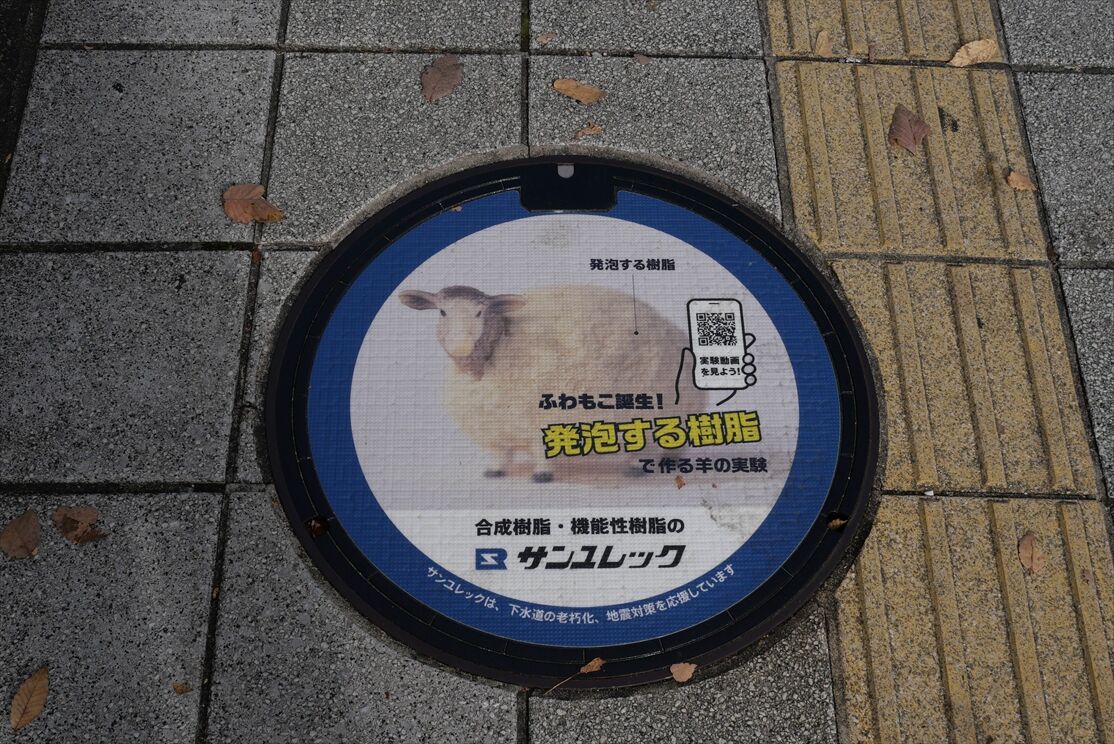 発泡する樹脂
実験動画
を見よう!
ふわもこ誕生!
発泡する樹脂
で作る羊の実験
合成樹脂・機能性樹脂の
サンユレック
サンユレックは、下水道の老朽化、地震対策を応援しています